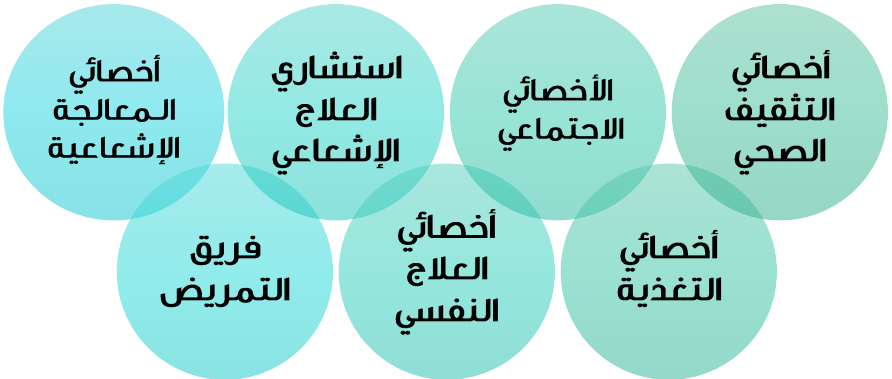 أخصائي
التثقيف
الصحي
الأخصائي
الاجتماعي
استشاري
العلاج
الإشعاعي
أخصائي
المعالجة
الإشعاعية
أخصائي
التغذية
أخصائي
العلاج
النفسي
فريق
التمريض